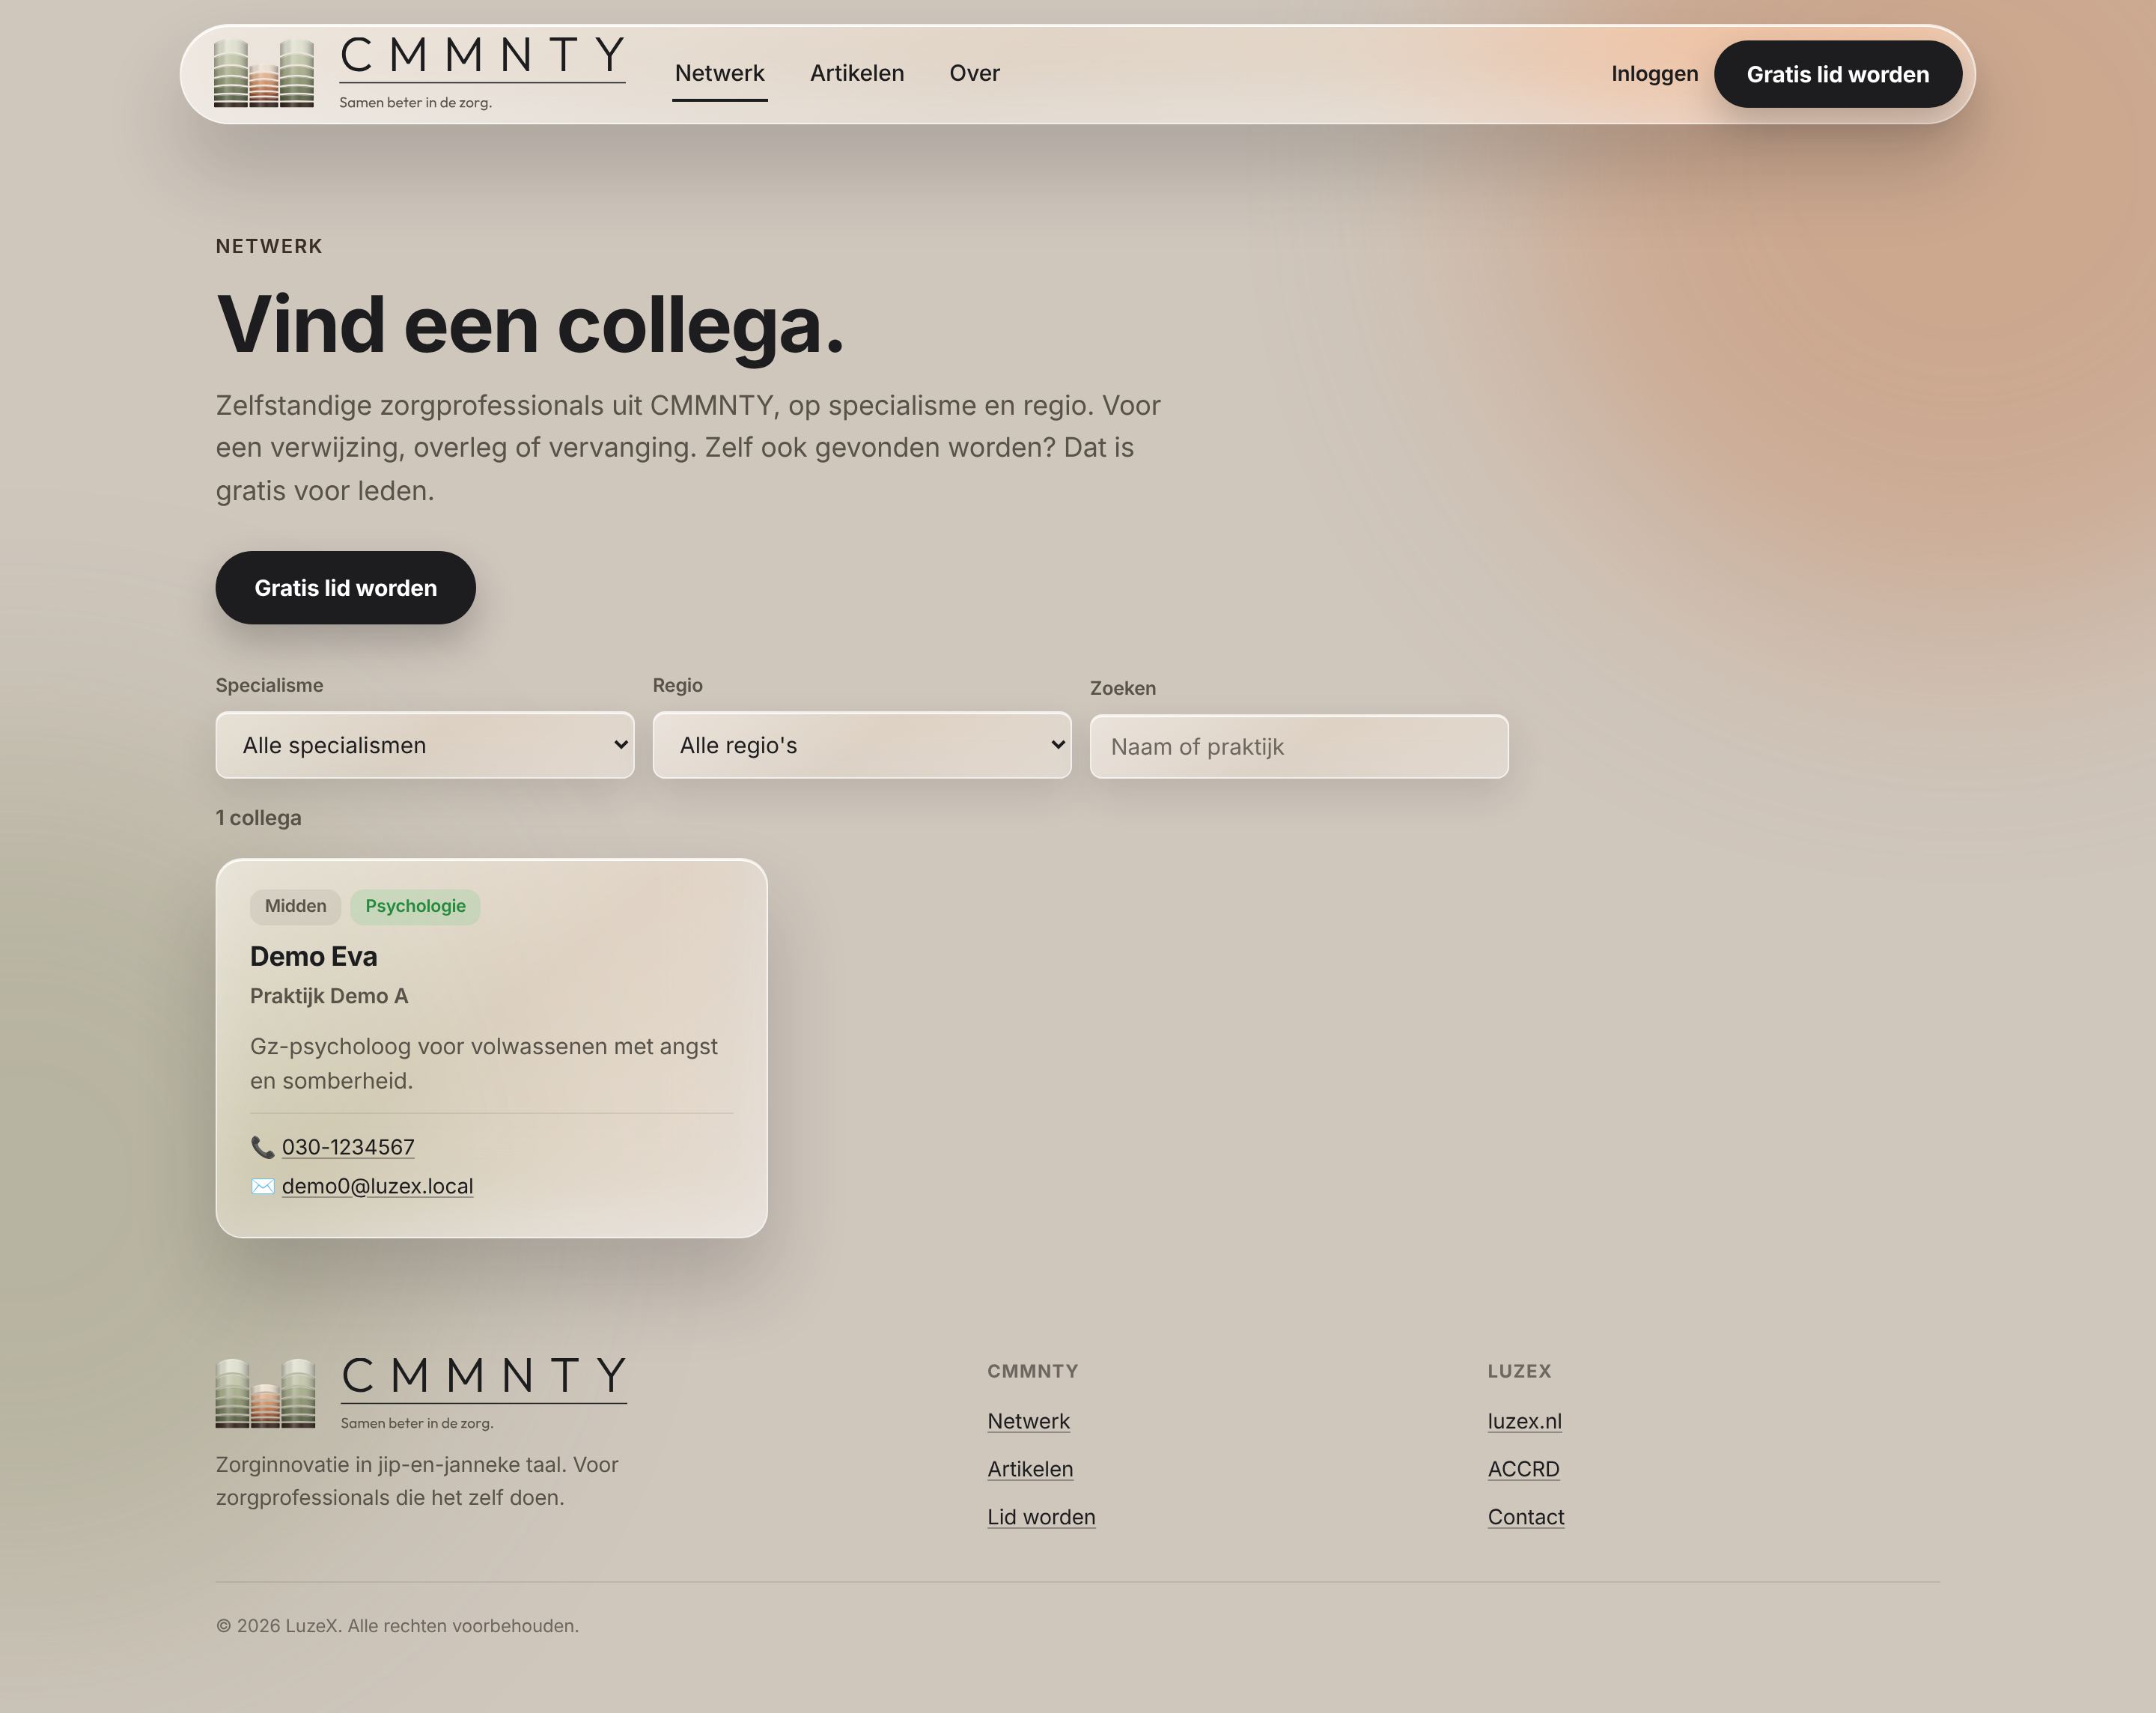 CMMNTY
Samen beter in de zorg.
Netwerk
Artikelen
Over
Inloggen
Gratis lid worden
NETWERK
Vind een collega.
Zelfstandige zorgprofessionals uit CMMNTY, op specialisme en regio. Voor
een verwijzing, overleg of vervanging. Zelf ook gevonden worden? Dat is
gratis voor leden.
Gratis lid worden
Specialisme
Regio
Zoeken
Alle specialismen
Alle regio's
Naam of praktijk
1 collega
Midden
Psychologie
Demo Eva
Praktijk Demo A
Gz-psycholoog voor volwassenen met angst
en somberheid.
030-1234567
demo0@luzex.local
CMMNTY
Samen beter in de zorg.
Zorginnovatie in jip-en-janneke taal. Voor
zorgprofessionals die het zelf doen.
CMMNTY
Netwerk
Artikelen
Lid worden
LUZEX
luzex.nl
ACCRD
Contact
© 2026 LuzeX. Alle rechten voorbehouden.